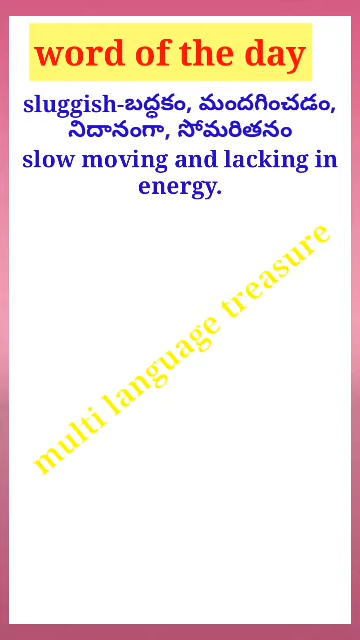 word of the day
sluggish-బద్ధకం, మందగించడం,
నిదానంగా, సోమరితనం
slow moving and lacking in
energy.
multi language treasure